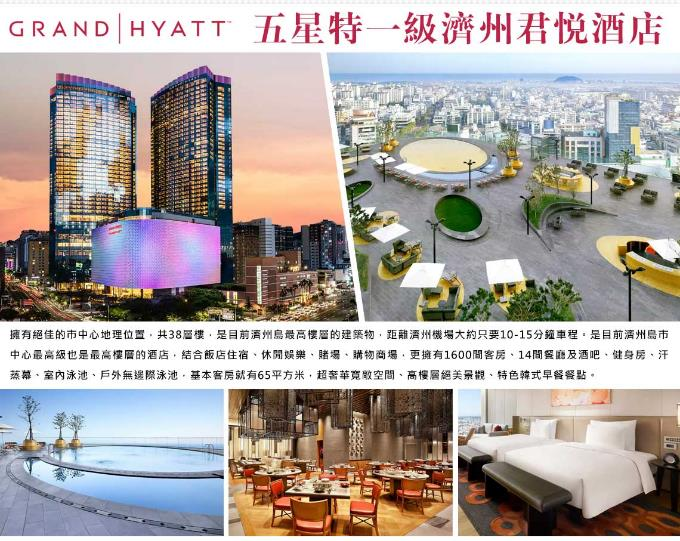 GRAND|HYATT™ 五星特一級濟州君悅酒店
擁有絕佳的市中心地理位置，共38層樓，是目前濟州島最高樓層的建築物，距離濟州機場大約只要10-15分鐘車程。是目前濟州島市
中心最高級也是最高樓層的酒店，結合飯店住宿、休閒娛樂、賭場、購物商場，更擁有1600間客房、14間餐廳及酒吧、健身房、汗
蒸幕、室內泳池、戶外無邊際泳池，基本客房就有65平方米，超奢華寬敞空間、高樓層絕美景觀、特色韓式早餐餐點。